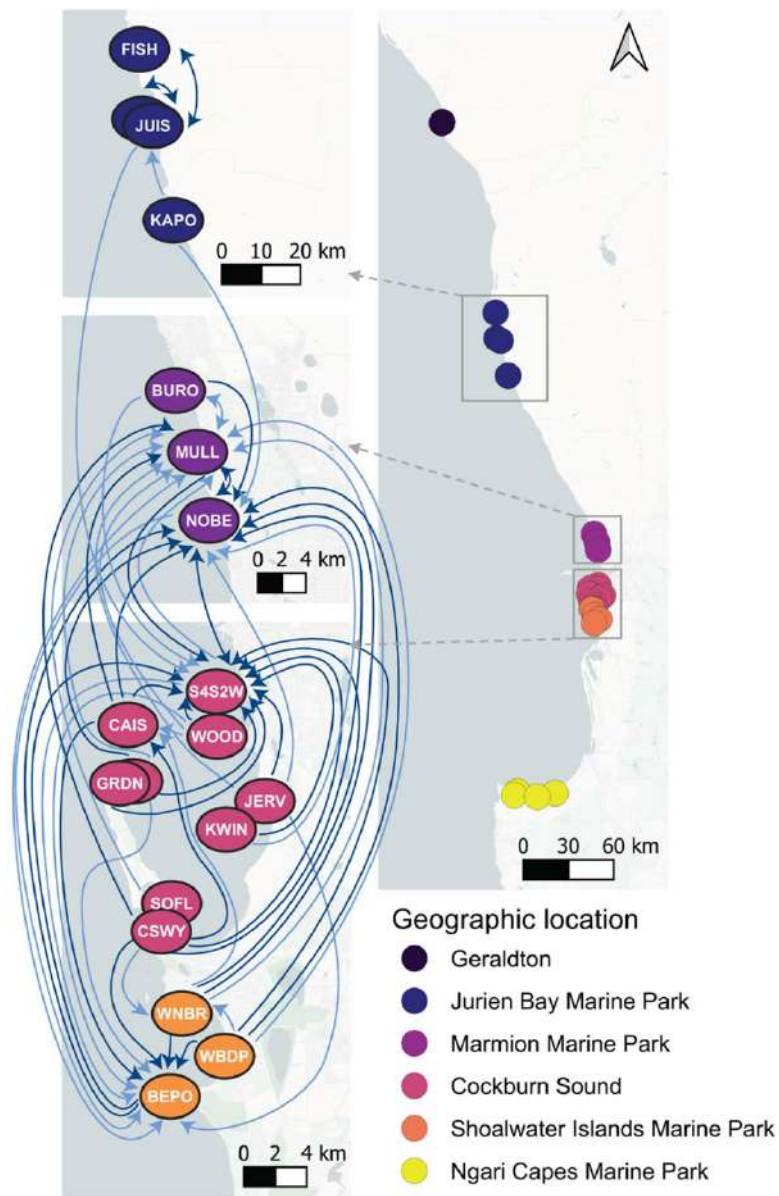 FISH
JUIS
KAPO
0 10 20 km
BURO
MULL
NOBE
0 2 4 km
S4S2W
CAIS
WOOD
GRDN
JERV
KWIN
SOFL
CSWY
WNBR
WBDP
BEPO
0 2 4 km
0 30 60 km
Geographic location
Geraldton
Jurien Bay Marine Park
Marmion Marine Park
Cockburn Sound
Shoalwater Islands Marine Park
Ngari Capes Marine Park